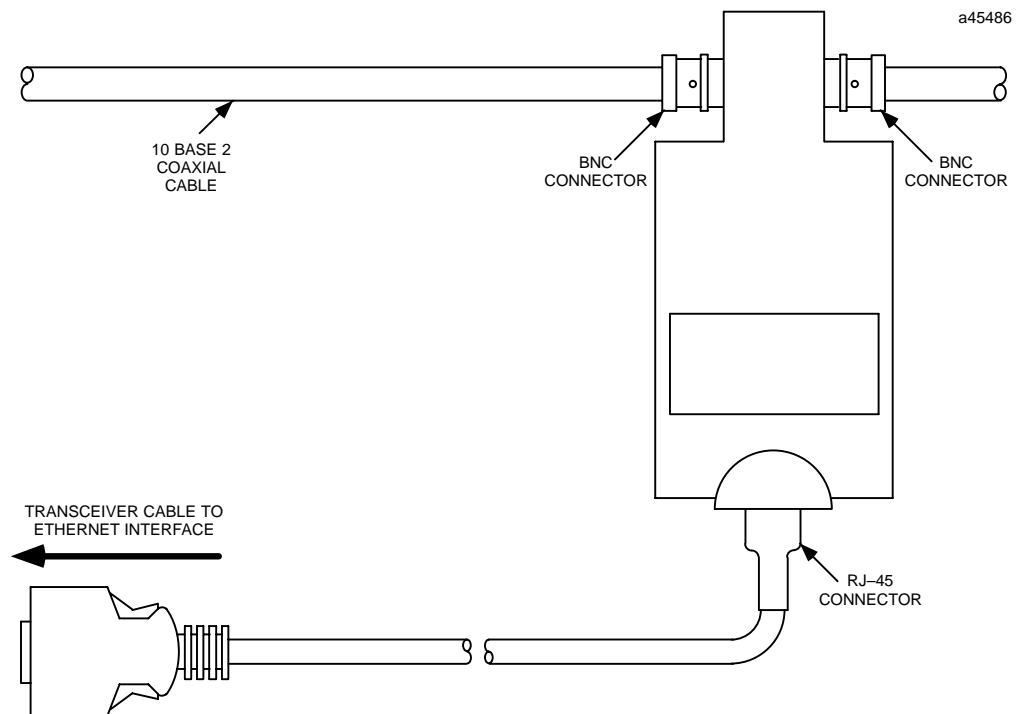 a45486
10 BASE 2
COAXIAL
CABLE
BNC
CONNECTOR
BNC
CONNECTOR
TRANSCEIVER CABLE TO
ETHERNET INTERFACE
RJ–45
CONNECTOR